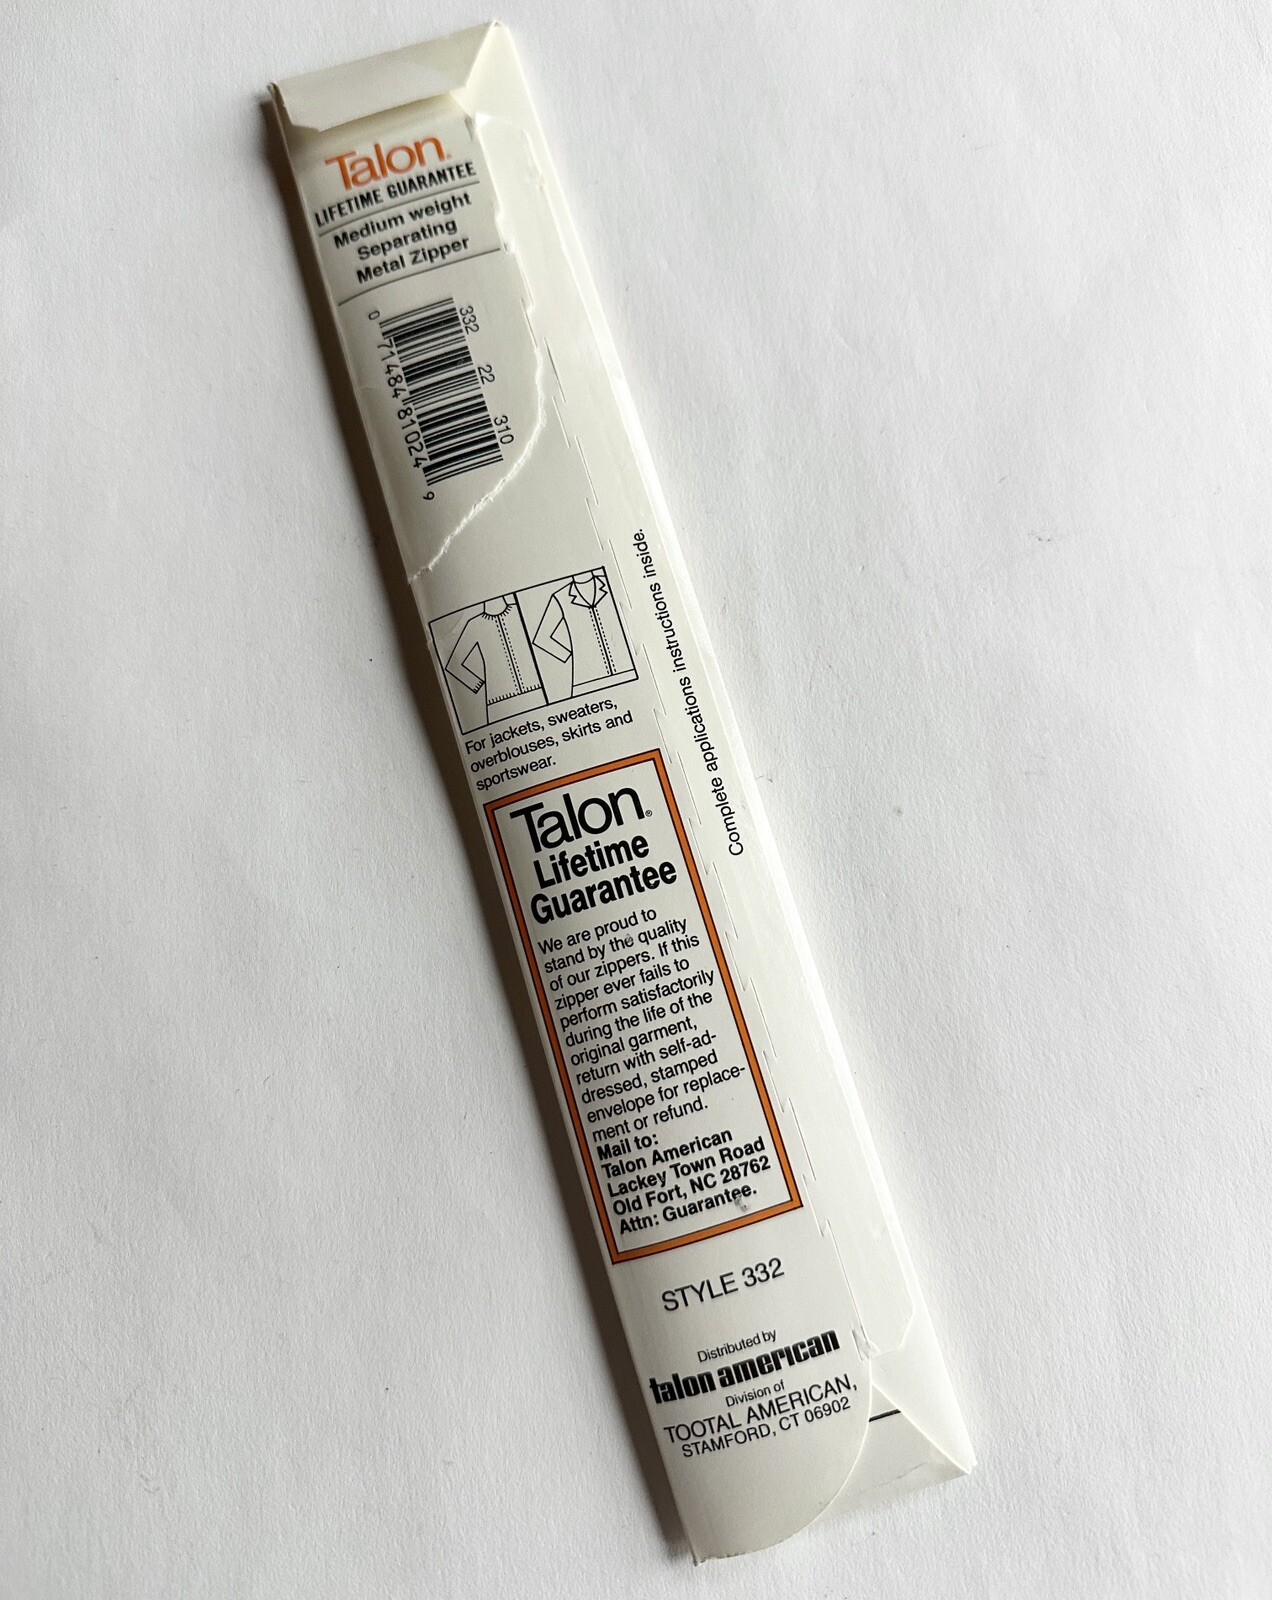 Talon®
LIFETIME GUARANTEE
Medium weight
Separating
Metal Zipper
332 22 310
0 71484 81024 9
For jackets, sweaters,
overblouses, skirts and
sportswear.
Complete applications instructions inside.
Talon®
Lifetime
Guarantee
We are proud to
stand by the quality
of our zippers. If this
zipper ever fails to
perform satisfactorily
during the life of the
original garment,
return with self-ad-
dressed, stamped
envelope for replace-
ment or refund.
Mail to:
Talon American
Lackey Town Road
Old Fort, NC 28762
Attn: Guarantee.
STYLE 332
Distributed by
talon american
Division of
TOOTAL AMERICAN,
STAMFORD, CT 06902